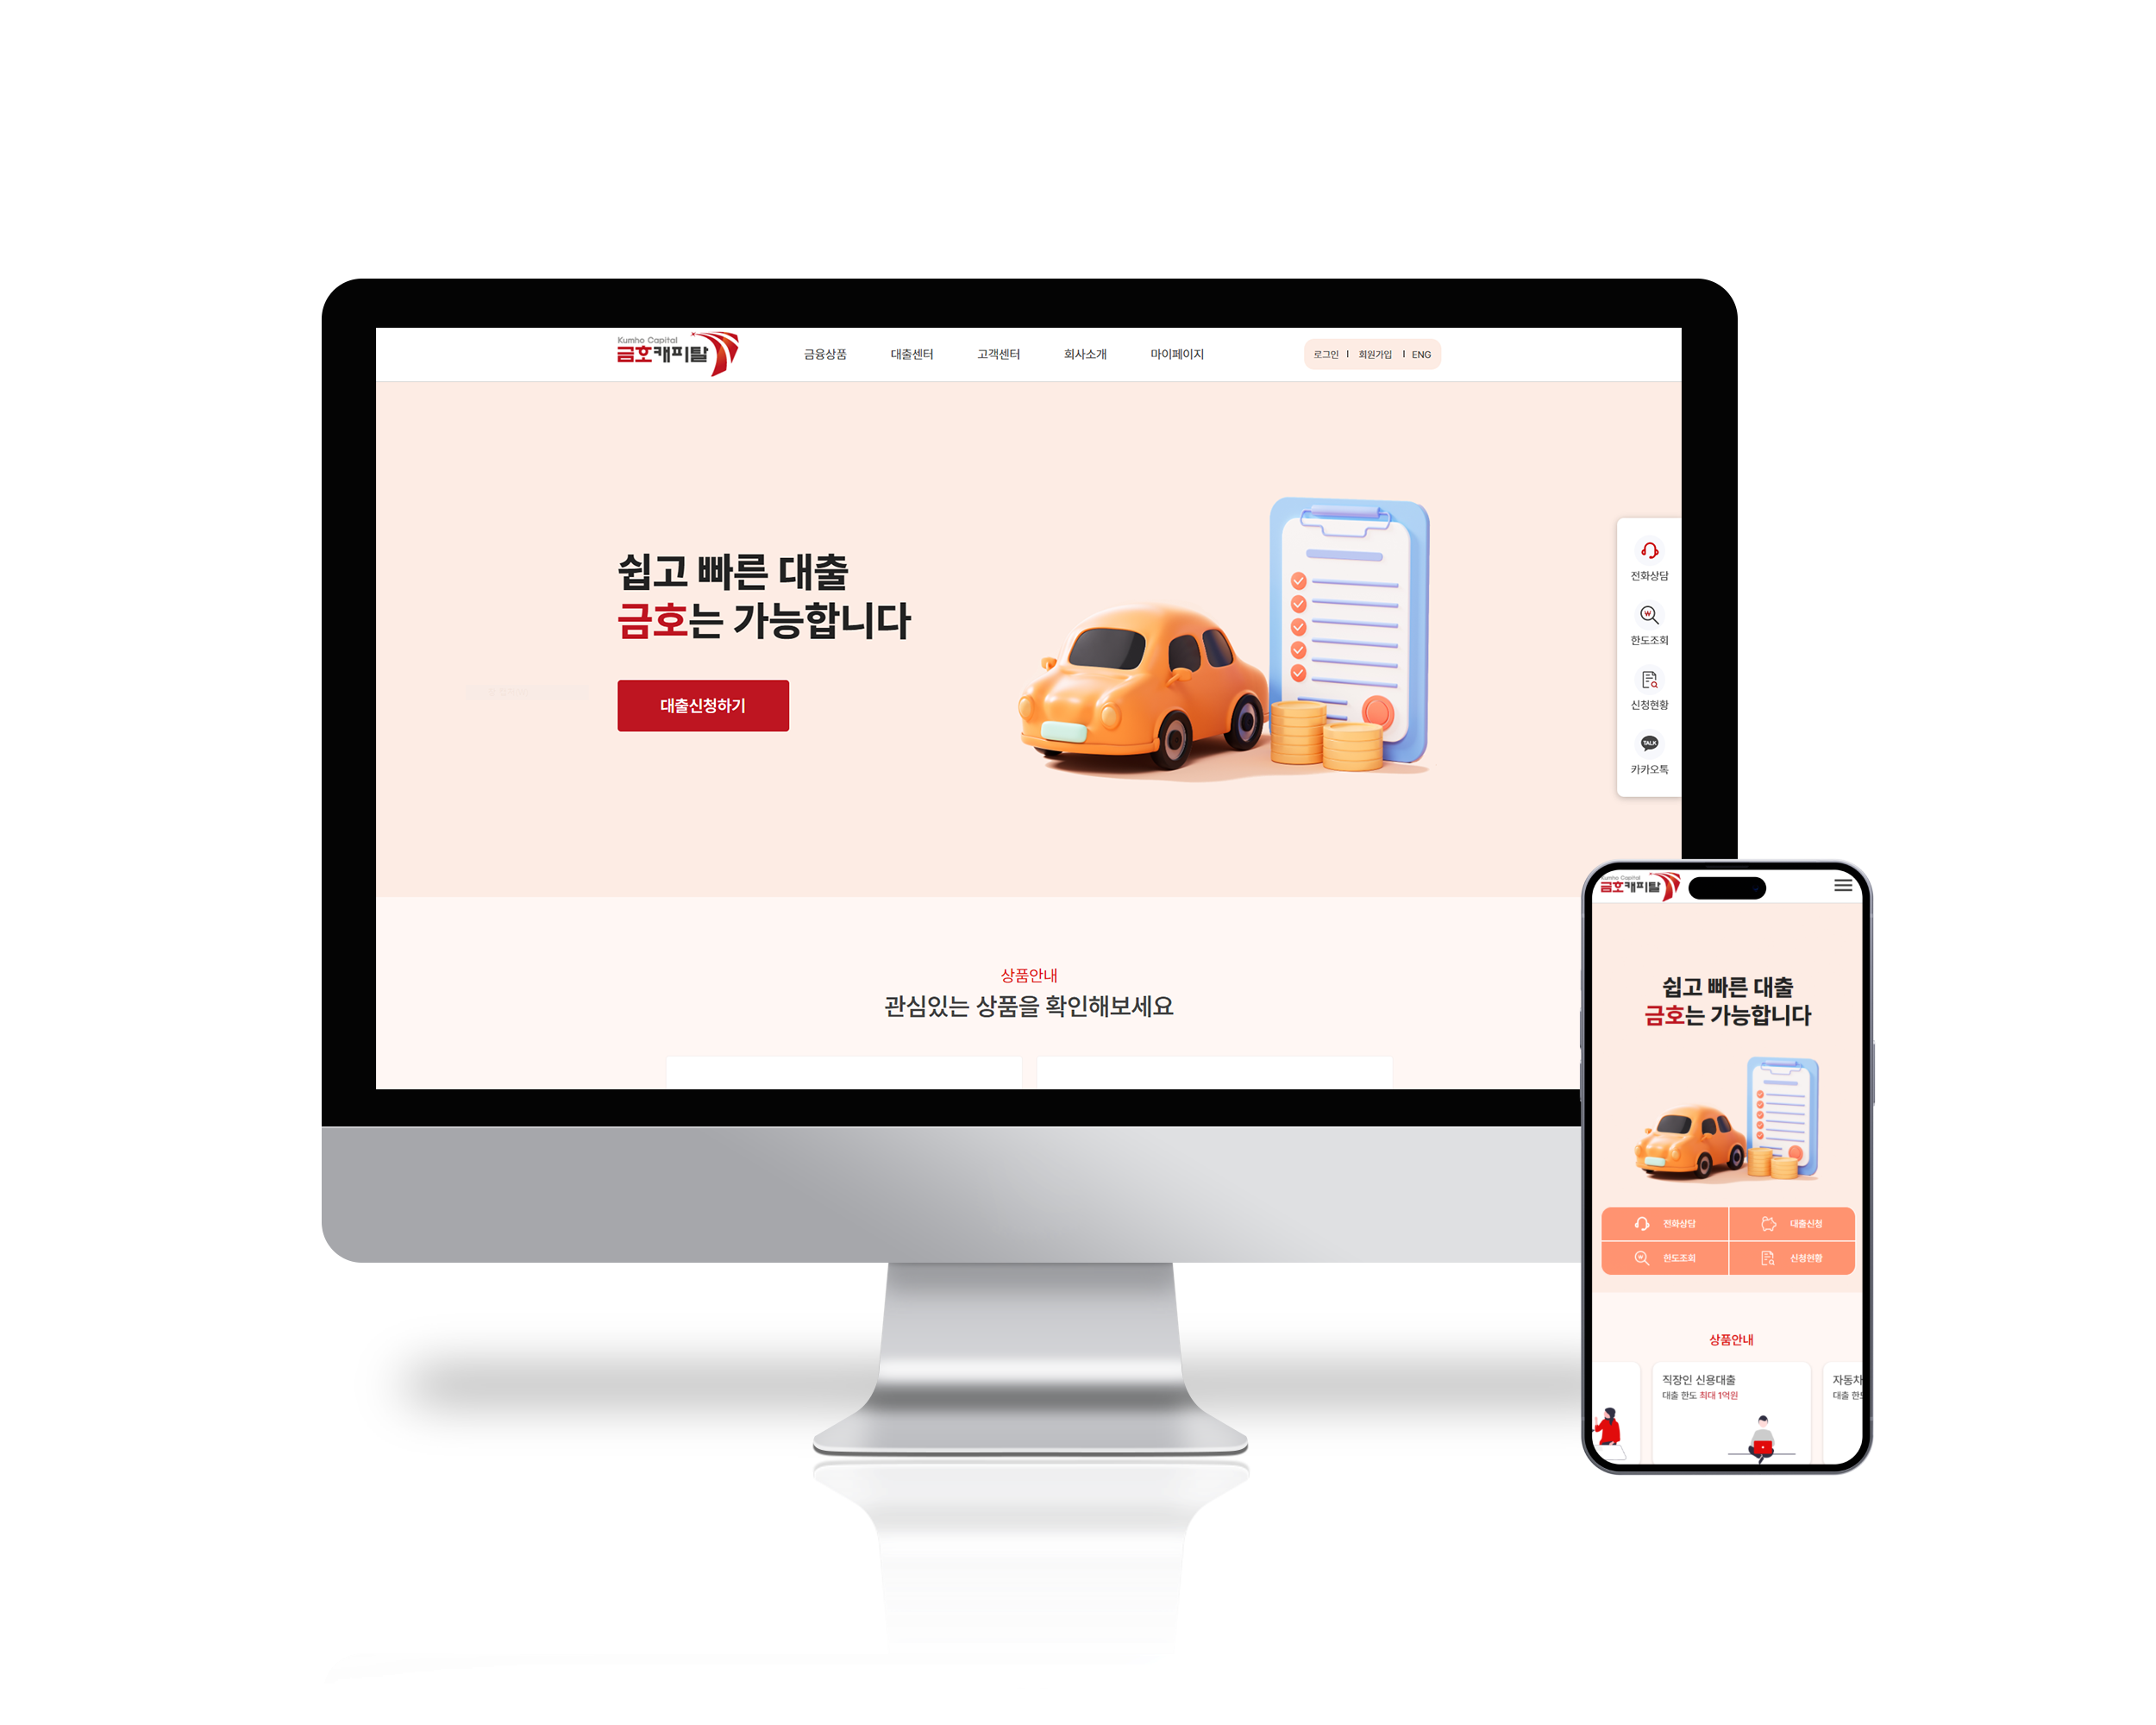 Kumho Capital
금호캐피탈
금융상품 대출센터 고객센터 회사소개 마이페이지
로그인 회원가입 ENG
쉽고 빠른 대출
금호는 가능합니다
대출신청하기
전화상담
한도조회
신청현황
TALK
카카오톡
상품안내
관심있는 상품을 확인해보세요
Kumho Capital
금호캐피탈
쉽고 빠른 대출
금호는 가능합니다
전화상담 대출신청
한도조회 신청현황
상품안내
직장인 신용대출
대출 한도 최대 1억원
자동차
대출 한